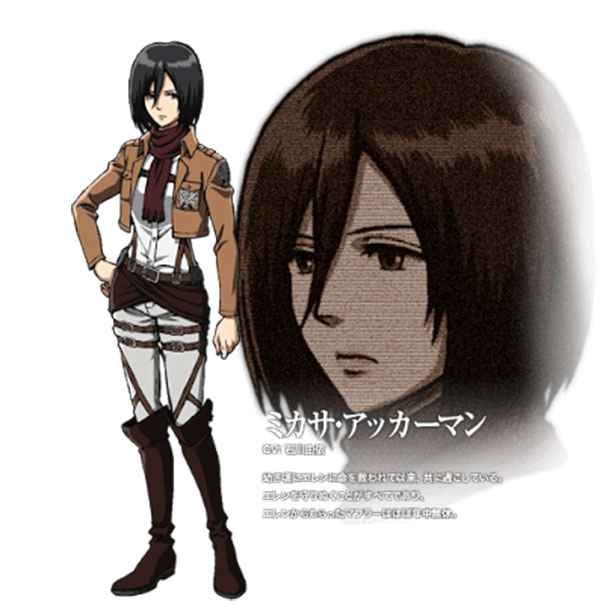 ミカサ・アッカーマン
CV: 石川由依
幼き頃にエレンに命を救われて以来、共に過ごしている。
エレンを守りぬくことがすべてであり、
エレンからもらったマフラーはほぼ年中無休。